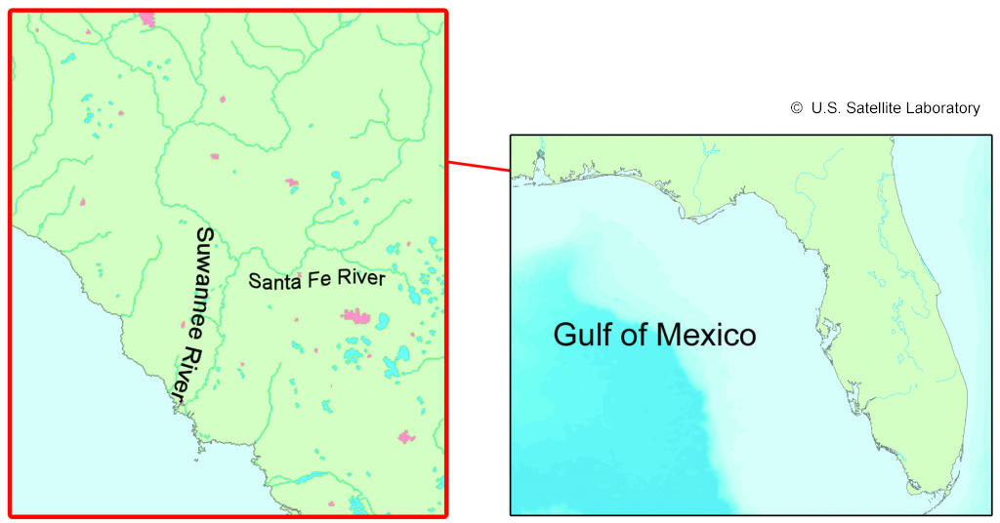 Suwannee River
Santa Fe River
© U.S. Satellite Laboratory
Gulf of Mexico